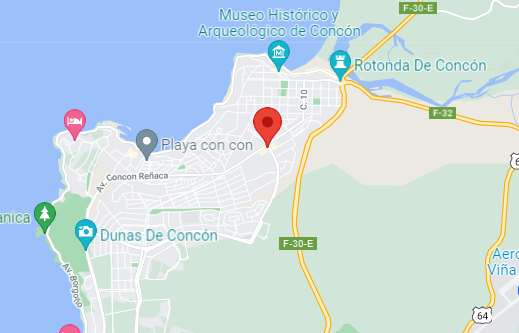 F-30-E
Museo Histórico y
Arqueológico de Concón
Rotonda De Concón
C. 10
F-32
Playa con con
Av. Concon Reñaca
anica
Dunas De Concón
F-30-E
Av. Borgoño
Aero
Viña
64